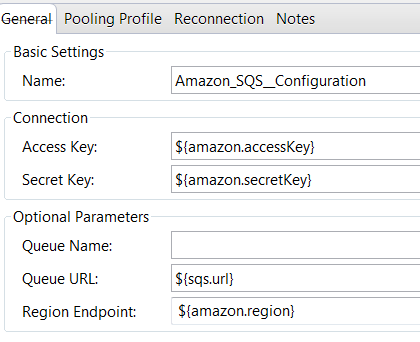 General Pooling Profile Reconnection Notes
Basic Settings
Name: Amazon_SQS__Configuration
Connection
Access Key: ${amazon.accessKey}
Secret Key: ${amazon.secretKey}
Optional Parameters
Queue Name:
Queue URL: ${sqs.url}
Region Endpoint: ${amazon.region}